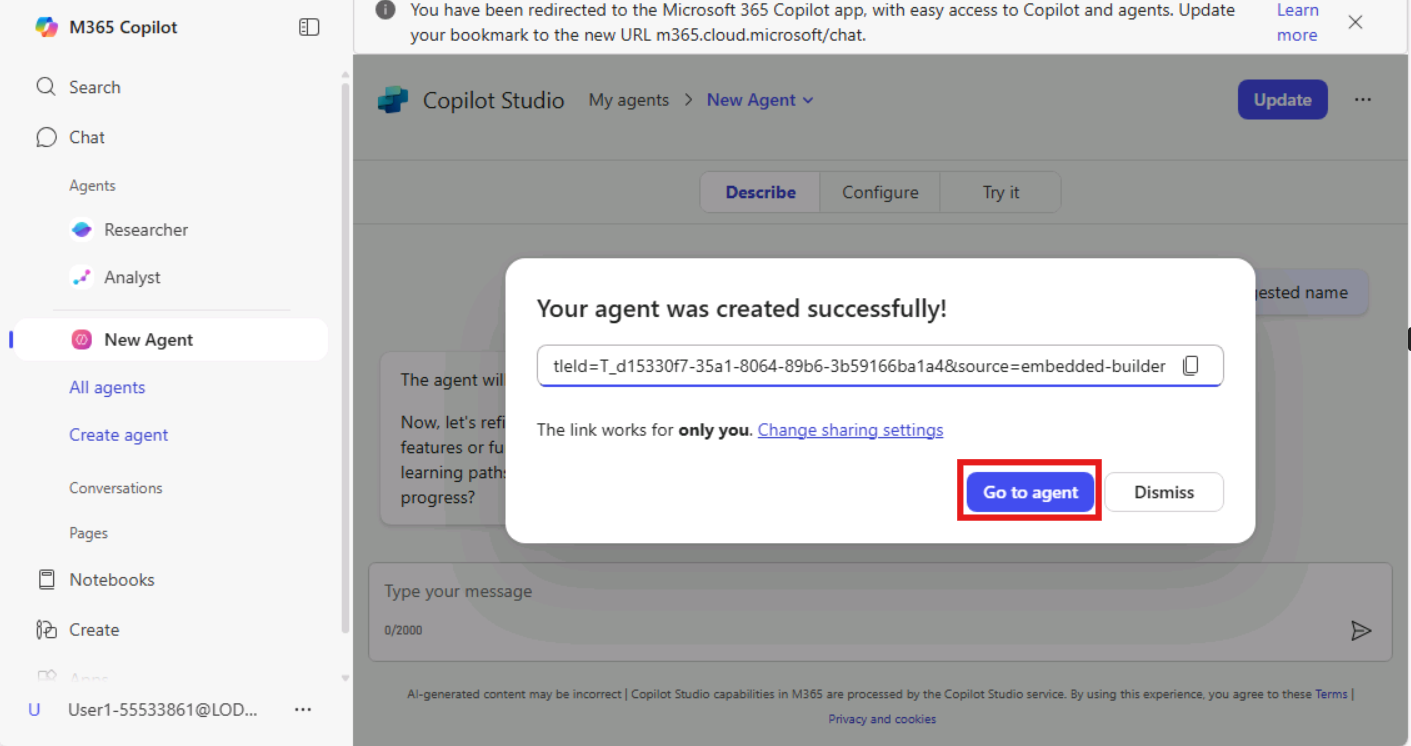 M365 Copilot
Search
Chat
Agents
Researcher
Analyst
New Agent
All agents
Create agent
Conversations
Pages
Notebooks
Create
Apps
U User1-55533861@LOD... ...
You have been redirected to the Microsoft 365 Copilot app, with easy access to Copilot and agents. Update
your bookmark to the new URL m365.cloud.microsoft/chat.
Learn
more
Copilot Studio My agents > New Agent
Update ...
Describe Configure Try it
gested name
The agent wil
Now, let's refi
features or fu
learning path
progress?
Your agent was created successfully!
tleId=T_d15330f7-35a1-8064-89b6-3b59166ba1a4&source=embedded-builder
The link works for only you. Change sharing settings
Go to agent Dismiss
Type your message
0/2000
AI-generated content may be incorrect | Copilot Studio capabilities in M365 are processed by the Copilot Studio service. By using this experience, you agree to these Terms |
Privacy and cookies